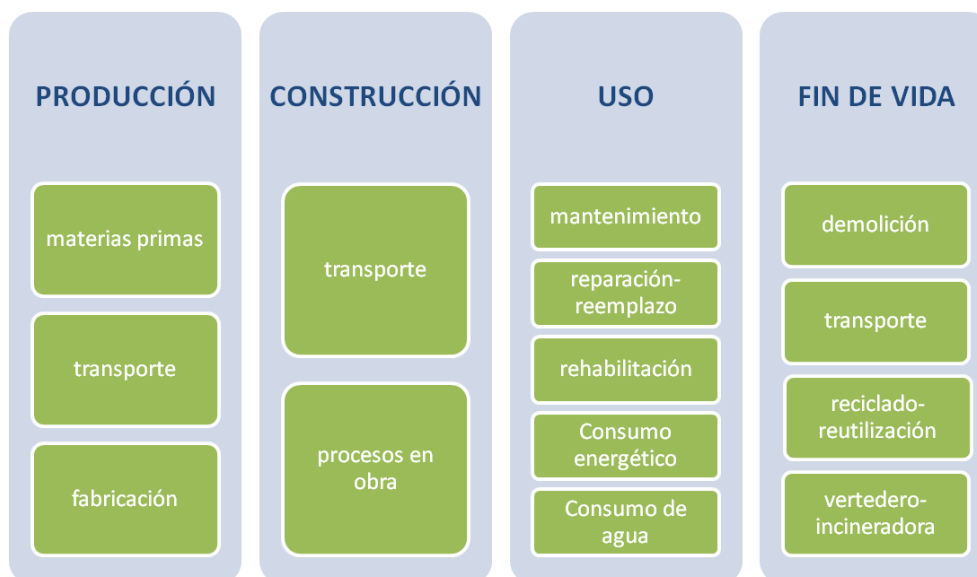 PRODUCCIÓN
materias primas
transporte
fabricación
CONSTRUCCIÓN
transporte
procesos en
obra
USO
mantenimiento
reparación-
reemplazo
rehabilitación
Consumo
energético
Consumo de
agua
FIN DE VIDA
demolición
transporte
reciclado-
reutilización
vertedero-
incineradora